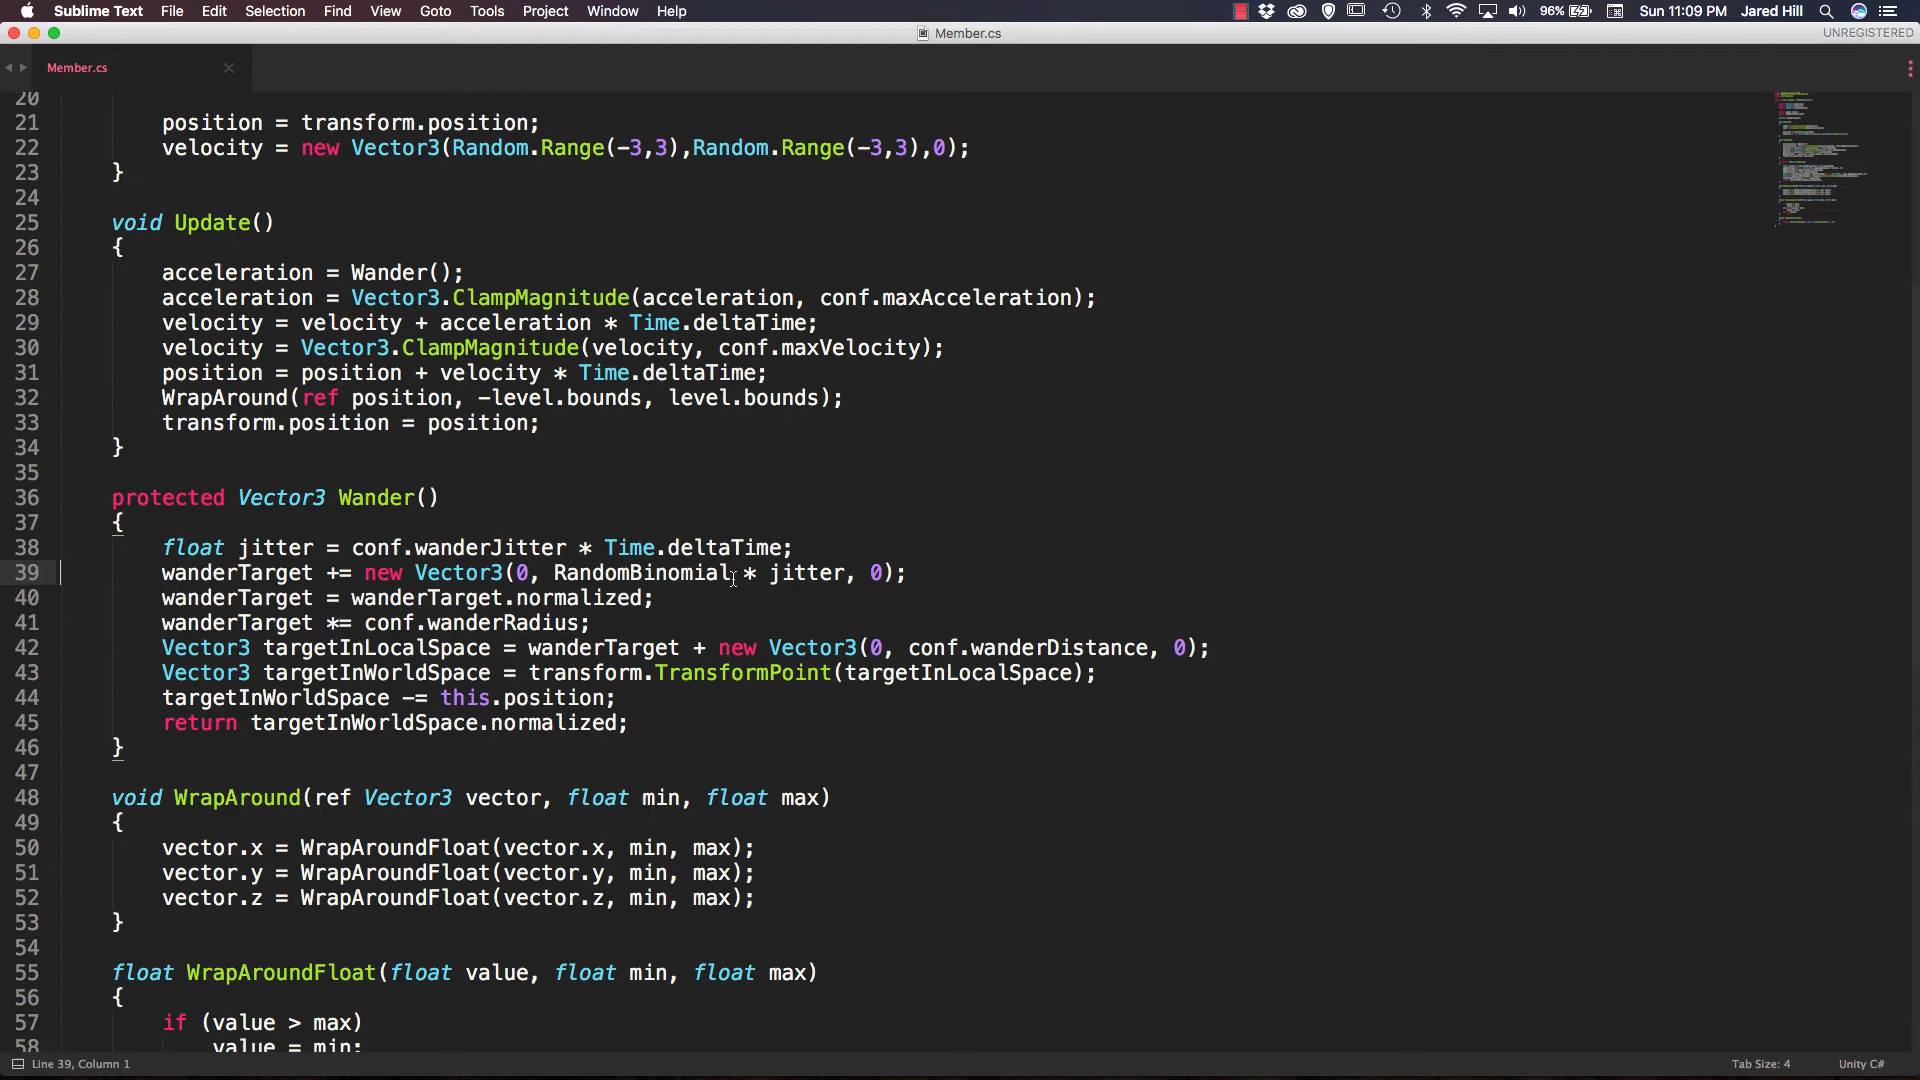 Sublime Text File Edit Selection Find View Goto Tools Project Window Help 96% Sun 11:09 PM Jared Hill
Member.cs UNREGISTERED
Member.cs
20
21 position = transform.position;
22 velocity = new Vector3(Random.Range(-3,3),Random.Range(-3,3),0);
23 }
24
25 void Update()
26 {
27 acceleration = Wander();
28 acceleration = Vector3.ClampMagnitude(acceleration, conf.maxAcceleration);
29 velocity = velocity + acceleration * Time.deltaTime;
30 velocity = Vector3.ClampMagnitude(velocity, conf.maxVelocity);
31 position = position + velocity * Time.deltaTime;
32 WrapAround(ref position, -level.bounds, level.bounds);
33 transform.position = position;
34 }
35
36 protected Vector3 Wander()
37 {
38 float jitter = conf.wanderJitter * Time.deltaTime;
39 wanderTarget += new Vector3(0, RandomBinomial * jitter, 0);
40 wanderTarget = wanderTarget.normalized;
41 wanderTarget *= conf.wanderRadius;
42 Vector3 targetInLocalSpace = wanderTarget + new Vector3(0, conf.wanderDistance, 0);
43 Vector3 targetInWorldSpace = transform.TransformPoint(targetInLocalSpace);
44 targetInWorldSpace -= this.position;
45 return targetInWorldSpace.normalized;
46 }
47
48 void WrapAround(ref Vector3 vector, float min, float max)
49 {
50 vector.x = WrapAroundFloat(vector.x, min, max);
51 vector.y = WrapAroundFloat(vector.y, min, max);
52 vector.z = WrapAroundFloat(vector.z, min, max);
53 }
54
55 float WrapAroundFloat(float value, float min, float max)
56 {
57 if (value > max)
58 value = min;
Line 39, Column 1 Tab Size: 4 Unity C#